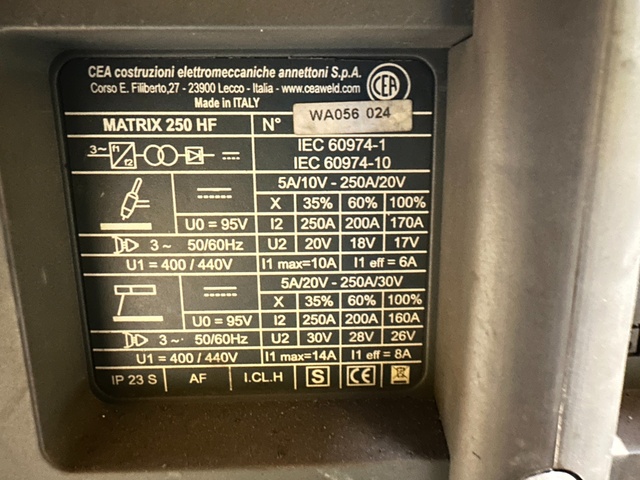 CEA costruzioni elettromeccaniche annettoni S.p.A.
Corso E. Filiberto,27 - 23900 Lecco - Italia - www.ceaweld.com
Made in ITALY
CEA
MATRIX 250 HF N° WA056 024
3~ f1 f2
IEC 60974-1
IEC 60974-10
5A/10V - 250A/20V
X 35% 60% 100%
U0 = 95V I2 250A 200A 170A
3~ 50/60Hz U2 20V 18V 17V
U1 = 400 / 440V I1 max=10A I1 eff = 6A
5A/20V - 250A/30V
X 35% 60% 100%
U0 = 95V I2 250A 200A 160A
3~ 50/60Hz U2 30V 28V 26V
U1 = 400 / 440V I1 max=14A I1 eff = 8A
IP 23 S AF I.CL.H S CE